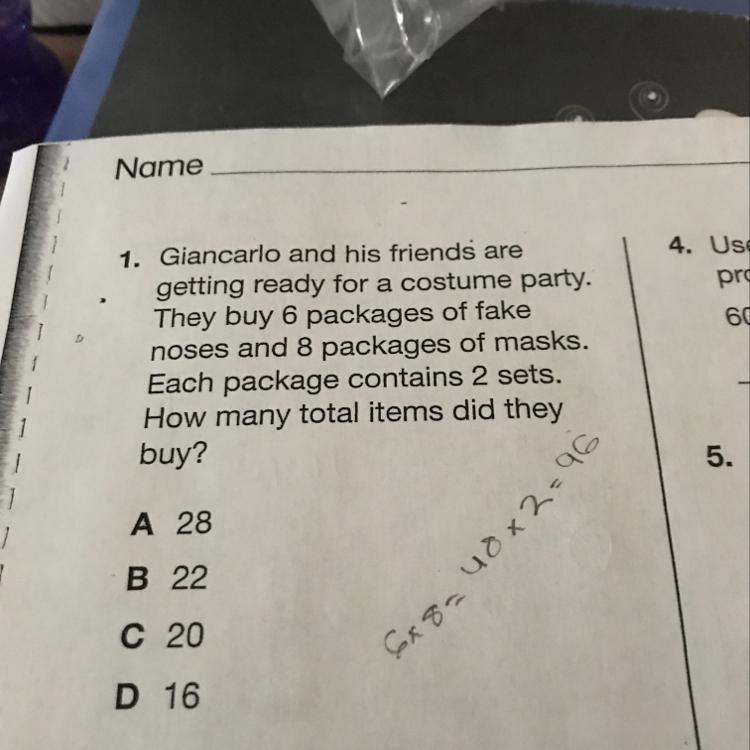 Name
1. Giancarlo and his friends are
getting ready for a costume party.
They buy 6 packages of fake
noses and 8 packages of masks.
Each package contains 2 sets.
How many total items did they
buy?
A 28
B 22
C 20
D 16
6x8= 48 x 2 = 96
4. Use
pro
60
5.